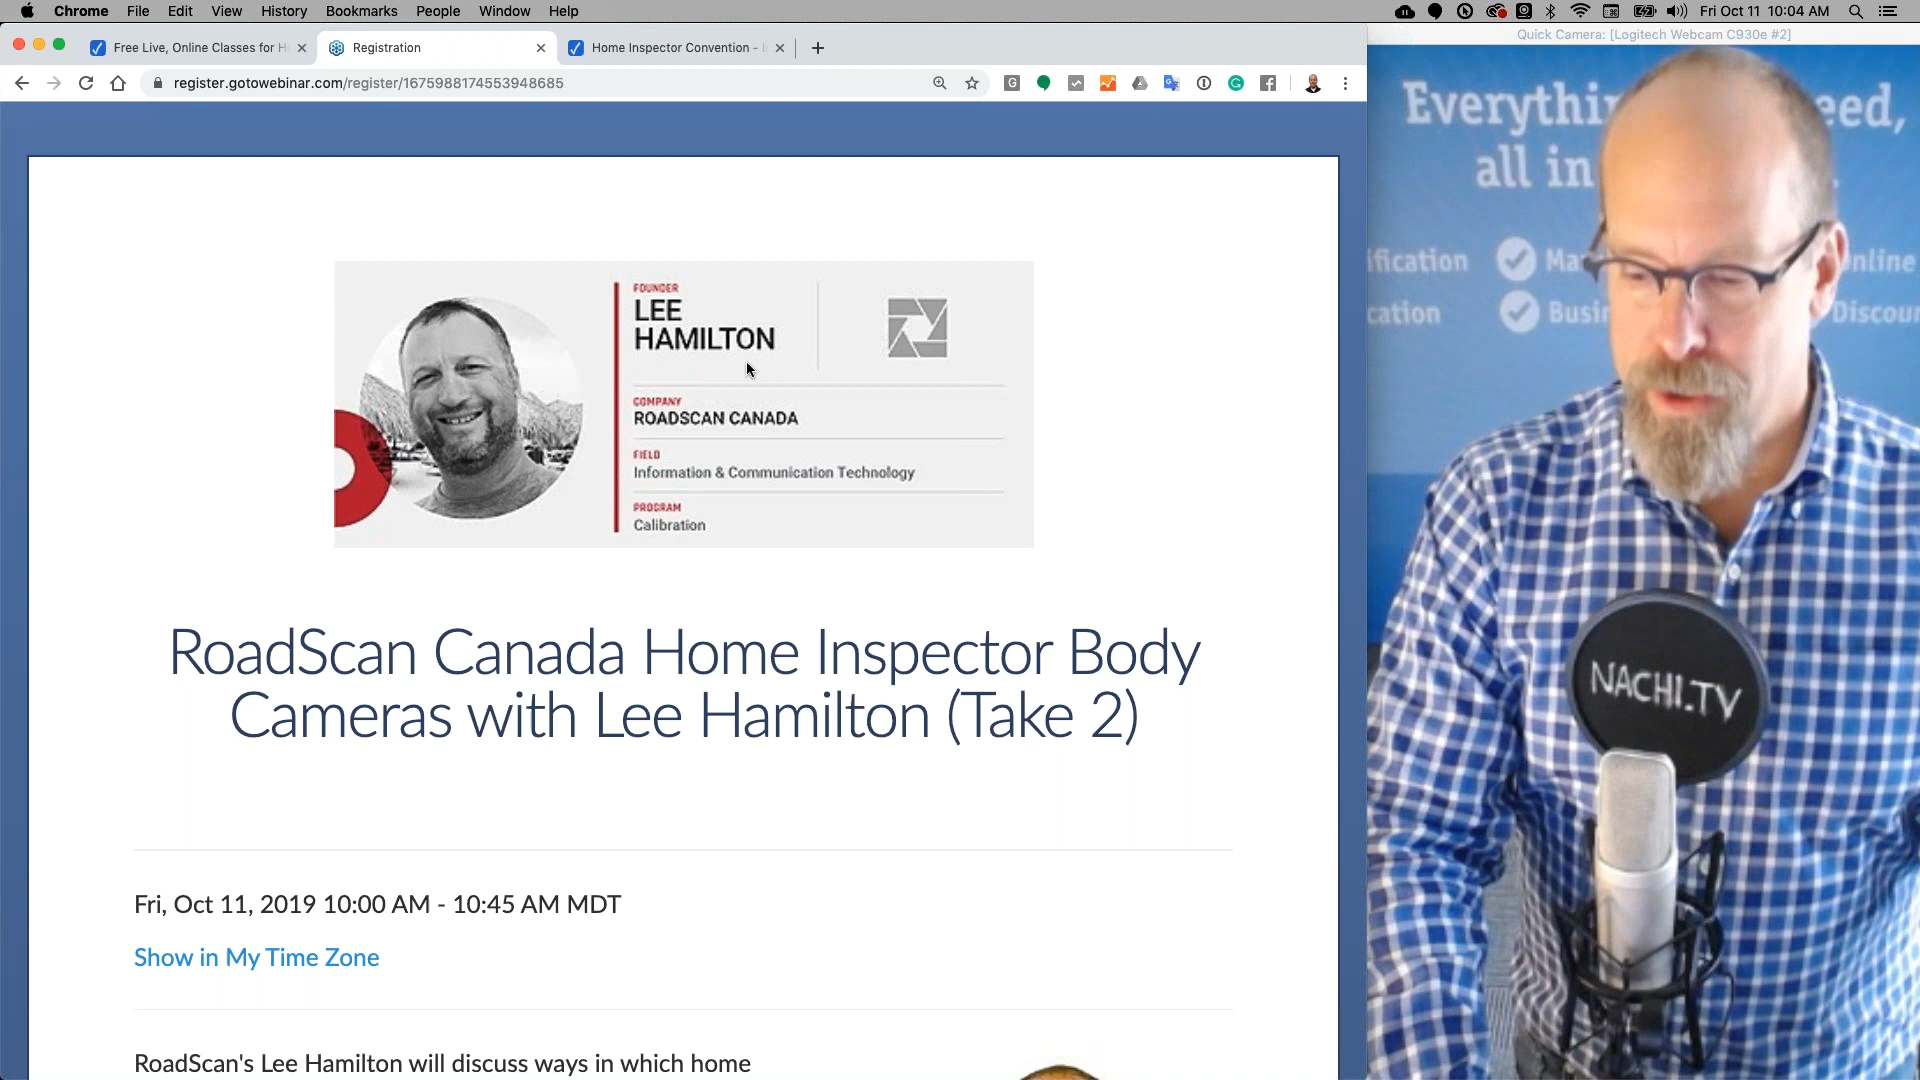 Chrome File Edit View History Bookmarks People Window Help
Fri Oct 11 10:04 AM
Quick Camera: [Logitech Webcam C930e #2]
Free Live, Online Classes for H
Registration
Home Inspector Convention -
register.gotowebinar.com/register/1675988174553948685
FOUNDER
LEE
HAMILTON
COMPANY
ROADSCAN CANADA
FIELD
Information & Communication Technology
PROGRAM
Calibration
RoadScan Canada Home Inspector Body
Cameras with Lee Hamilton (Take 2)
Fri, Oct 11, 2019 10:00 AM - 10:45 AM MDT
Show in My Time Zone
RoadScan's Lee Hamilton will discuss ways in which home
Everythin eed,
all in
ification Ma nline
cation Busi Discoun
NACHI.TV